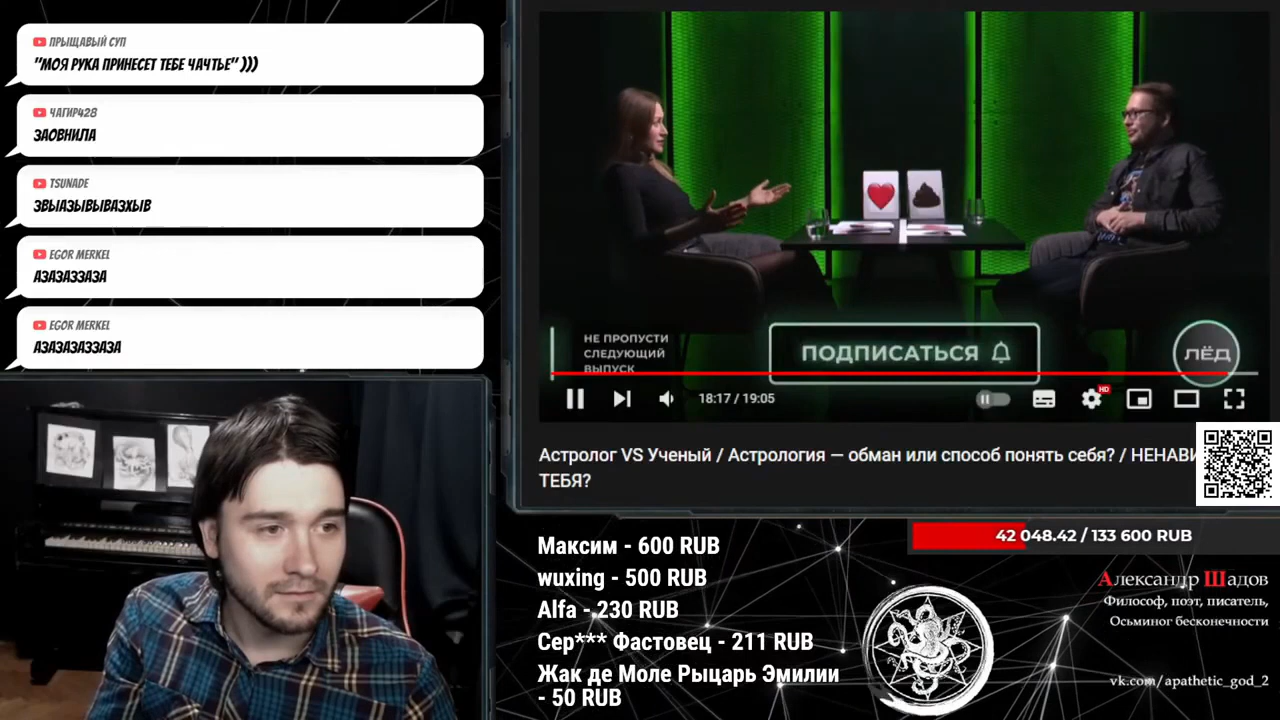 ПРЫЩАВЫЙ СУП
"МОЯ РУКА ПРИНЕСЕТ ТЕБЕ ЧАЧТЬЕ" )))
ЧАГИР428
ЗАОВНИЛА
TSUNADE
ЗВЫАЗЫВЫВАЗХЫВ
EGOR MERKEL
АЗАЗАЗЗАЗА
EGOR MERKEL
АЗАЗАЗАЗЗАЗА
НЕ ПРОПУСТИ
СЛЕДУЮЩИЙ
ВЫПУСК
ПОДПИСАТЬСЯ
ЛЁД
18:17 / 19:05
HD
Астролог VS Ученый / Астрология — обман или способ понять себя? / НЕНАВИ
ТЕБЯ?
Максим - 600 RUB
wuxing - 500 RUB
Alfa - 230 RUB
Сер*** Фастовец - 211 RUB
Жак де Моле Рыцарь Эмилии
- 50 RUB
42 048.42 / 133 600 RUB
Александр Шадов
Философ, поэт, писатель,
Осьминог бесконечности
vk.com/apathetic_god_2